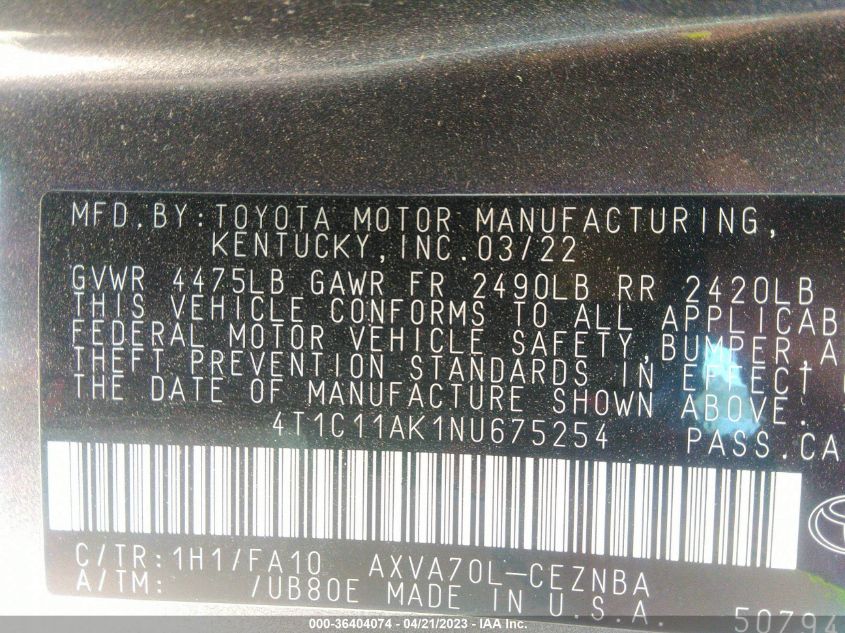 MFD.BY:TOYOTA MOTOR MANUFACTURING,
KENTUCKY,INC.03/22
GVWR 4475LB GAWR FR 2490LB RR 2420LB
THIS VEHICLE CONFORMS TO ALL APPLICAB
FEDERAL MOTOR VEHICLE SAFETY,BUMPER,A
THEFT PREVENTION STANDARDS IN EFFECT
THE DATE OF MANUFACTURE SHOWN ABOVE.
4T1C11AK1NU675254 PASS.CA
C/TR:1H1/FA10 AXVA70L-CEZNBA
A/TM: /UB80E MADE IN U.S.A. 50794
000-36404074 / 04/21/2023 - IAA Inc.